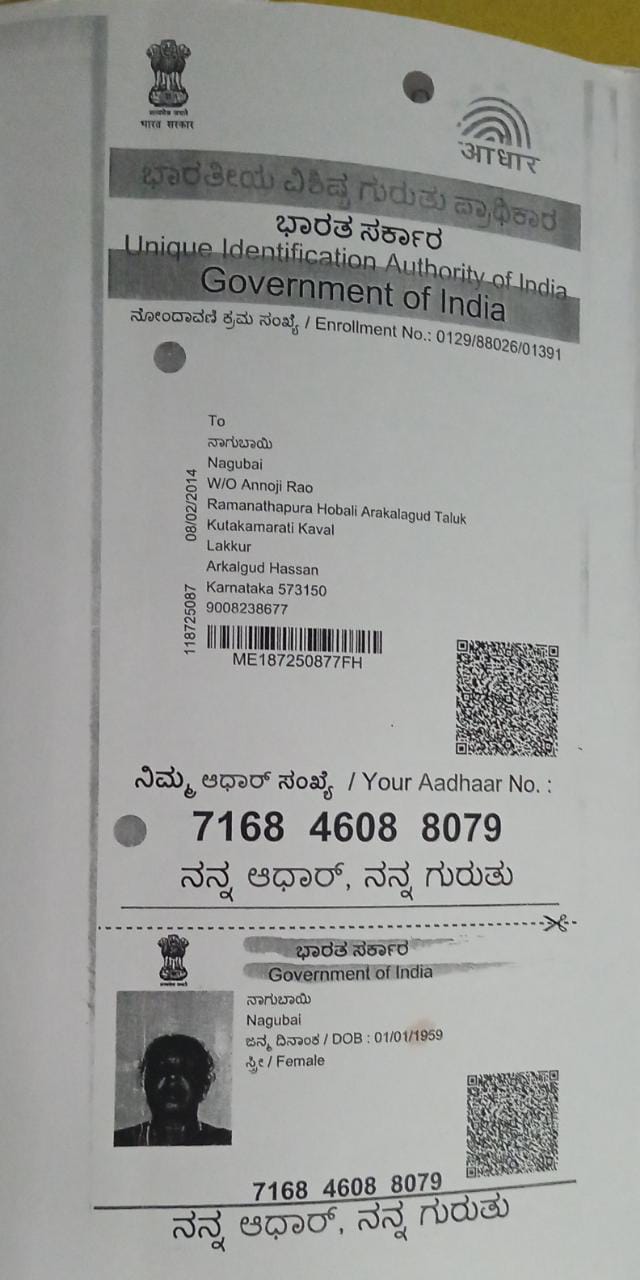 भारत सरकार
आधार
ಭಾರತೀಯ ವಿಶಿಷ್ಟ ಗುರುತು ಪ್ರಾಧಿಕಾರ
ಭಾರತ ಸರ್ಕಾರ
Unique Identification Authority of India
Government of India
ನೋಂದಾವಣಿ ಕ್ರಮ ಸಂಖ್ಯೆ / Enrollment No.: 0129/88026/01391
To
ನಾಗುಬಾಯಿ
Nagubai
W/O Annoji Rao
Ramanathapura Hobali Arakalagud Taluk
Kutakamarati Kaval
Lakkur
Arkalgud Hassan
Karnataka 573150
9008238677
08/02/2014
118725087
ME187250877FH
ನಿಮ್ಮ ಆಧಾರ್ ಸಂಖ್ಯೆ / Your Aadhaar No. :
7168 4608 8079
ನನ್ನ ಆಧಾರ್, ನನ್ನ ಗುರುತು
ಭಾರತ ಸರ್ಕಾರ
Government of India
ನಾಗುಬಾಯಿ
Nagubai
ಜನ್ಮ ದಿನಾಂಕ / DOB : 01/01/1959
ಸ್ತ್ರೀ / Female
7168 4608 8079
ನನ್ನ ಆಧಾರ್, ನನ್ನ ಗುರುತು